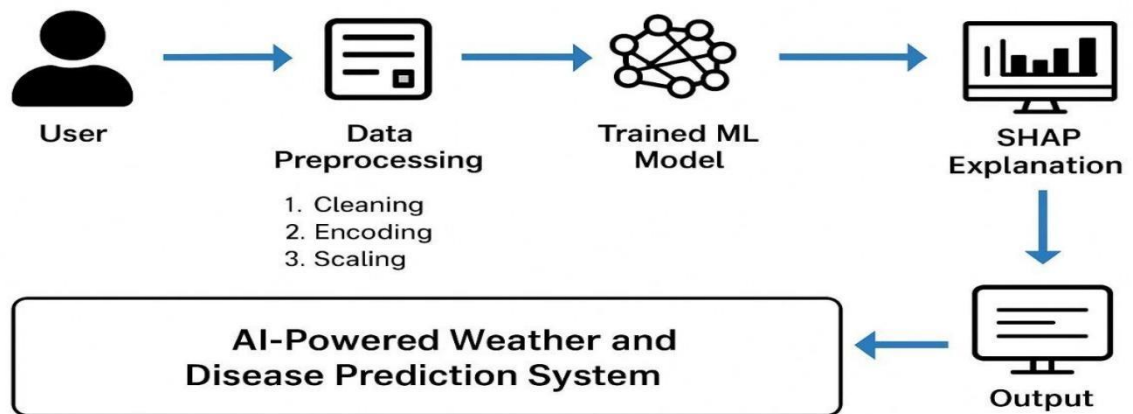 User
Data
Preprocessing
1. Cleaning
2. Encoding
3. Scaling
Trained ML
Model
SHAP
Explanation
Output
AI-Powered Weather and
Disease Prediction System